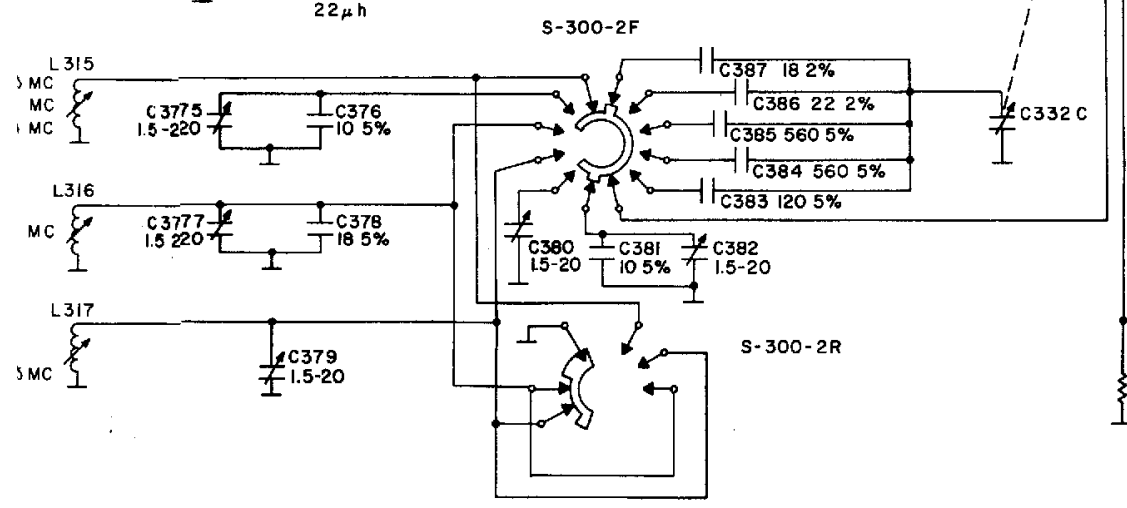 22μh
S-300-2F
L315
MC
MC
MC
C3775
1.5-220
C376
10 5%
C387 18 2%
C386 22 2%
C385 560 5%
C384 560 5%
C383 120 5%
C332 C
L316
MC
C3777
1.5 220
C378
18 5%
C380
1.5-20
C381
10 5%
C382
1.5-20
L317
MC
C379
1.5-20
S-300-2R